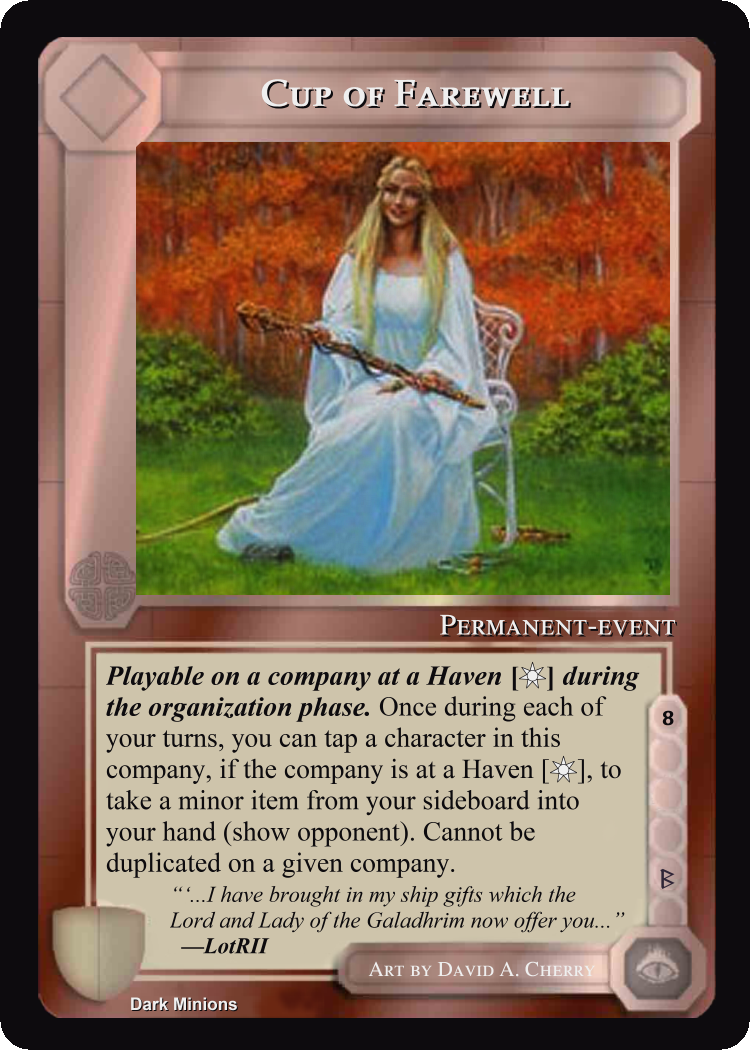 Cup of Farewell
Permanent-event
Playable on a company at a Haven [☼] during
the organization phase. Once during each of
your turns, you can tap a character in this
company, if the company is at a Haven [☼], to
take a minor item from your sideboard into
your hand (show opponent). Cannot be
duplicated on a given company.
“‘...I have brought in my ship gifts which the
Lord and Lady of the Galadhrim now offer you...”
—LotRII
8
ᛒ
Art by David A. Cherry
Dark Minions